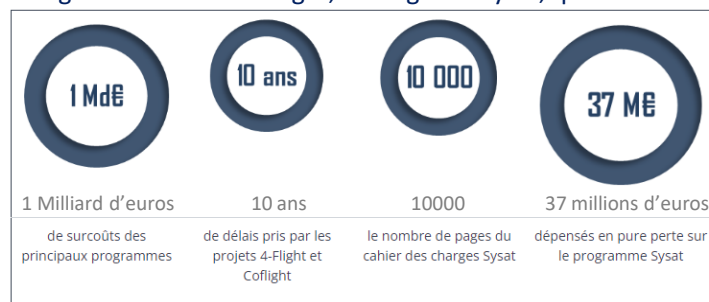 1 Md€
10 ans
10 000
37 M€
1 Milliard d’euros
10 ans
10000
37 millions d’euros
de surcoûts des
principaux programmes
de délais pris par les
projets 4-Flight et
Coflight
le nombre de pages du
cahier des charges Sysat
dépensés en pure perte sur
le programme Sysat